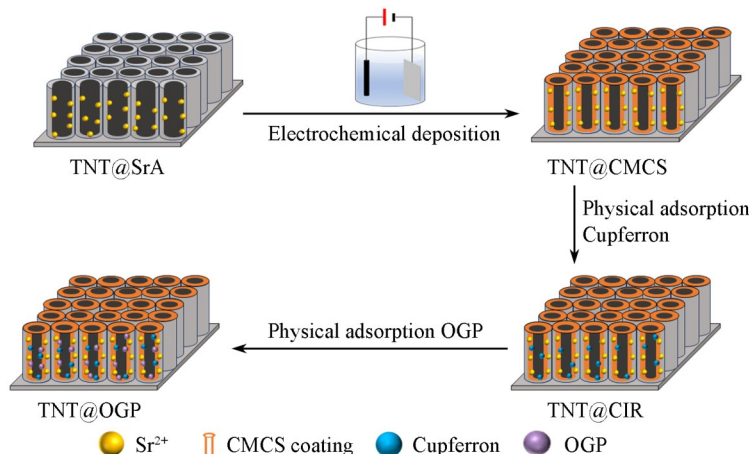 Electrochemical deposition
TNT@SrA
TNT@CMCS
Physical adsorption
Cupferron
Physical adsorption OGP
TNT@OGP
TNT@CIR
Sr²⁺
CMCS coating
Cupferron
OGP